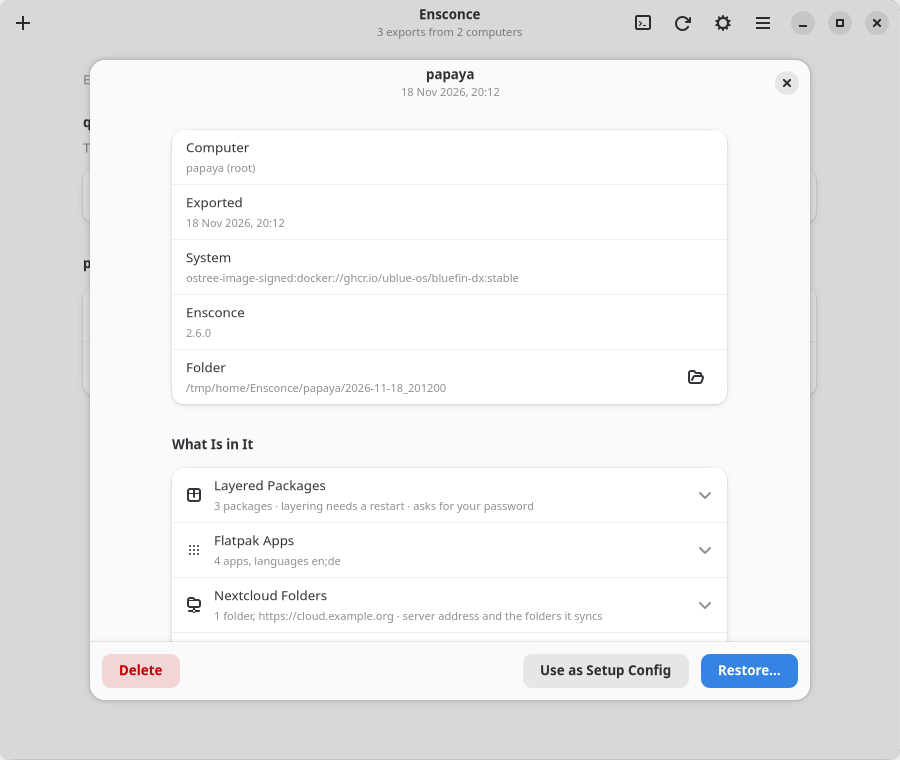 Ensconce
3 exports from 2 computers
papaya
18 Nov 2026, 20:12
Computer
papaya (root)
Exported
18 Nov 2026, 20:12
System
ostree-image-signed:docker://ghcr.io/ublue-os/bluefin-dx:stable
Ensconce
2.6.0
Folder
/tmp/home/Ensconce/papaya/2026-11-18_201200
What Is in It
Layered Packages
3 packages · layering needs a restart · asks for your password
Flatpak Apps
4 apps, languages en;de
Nextcloud Folders
1 folder, https://cloud.example.org · server address and the folders it syncs
Delete
Use as Setup Config
Restore…